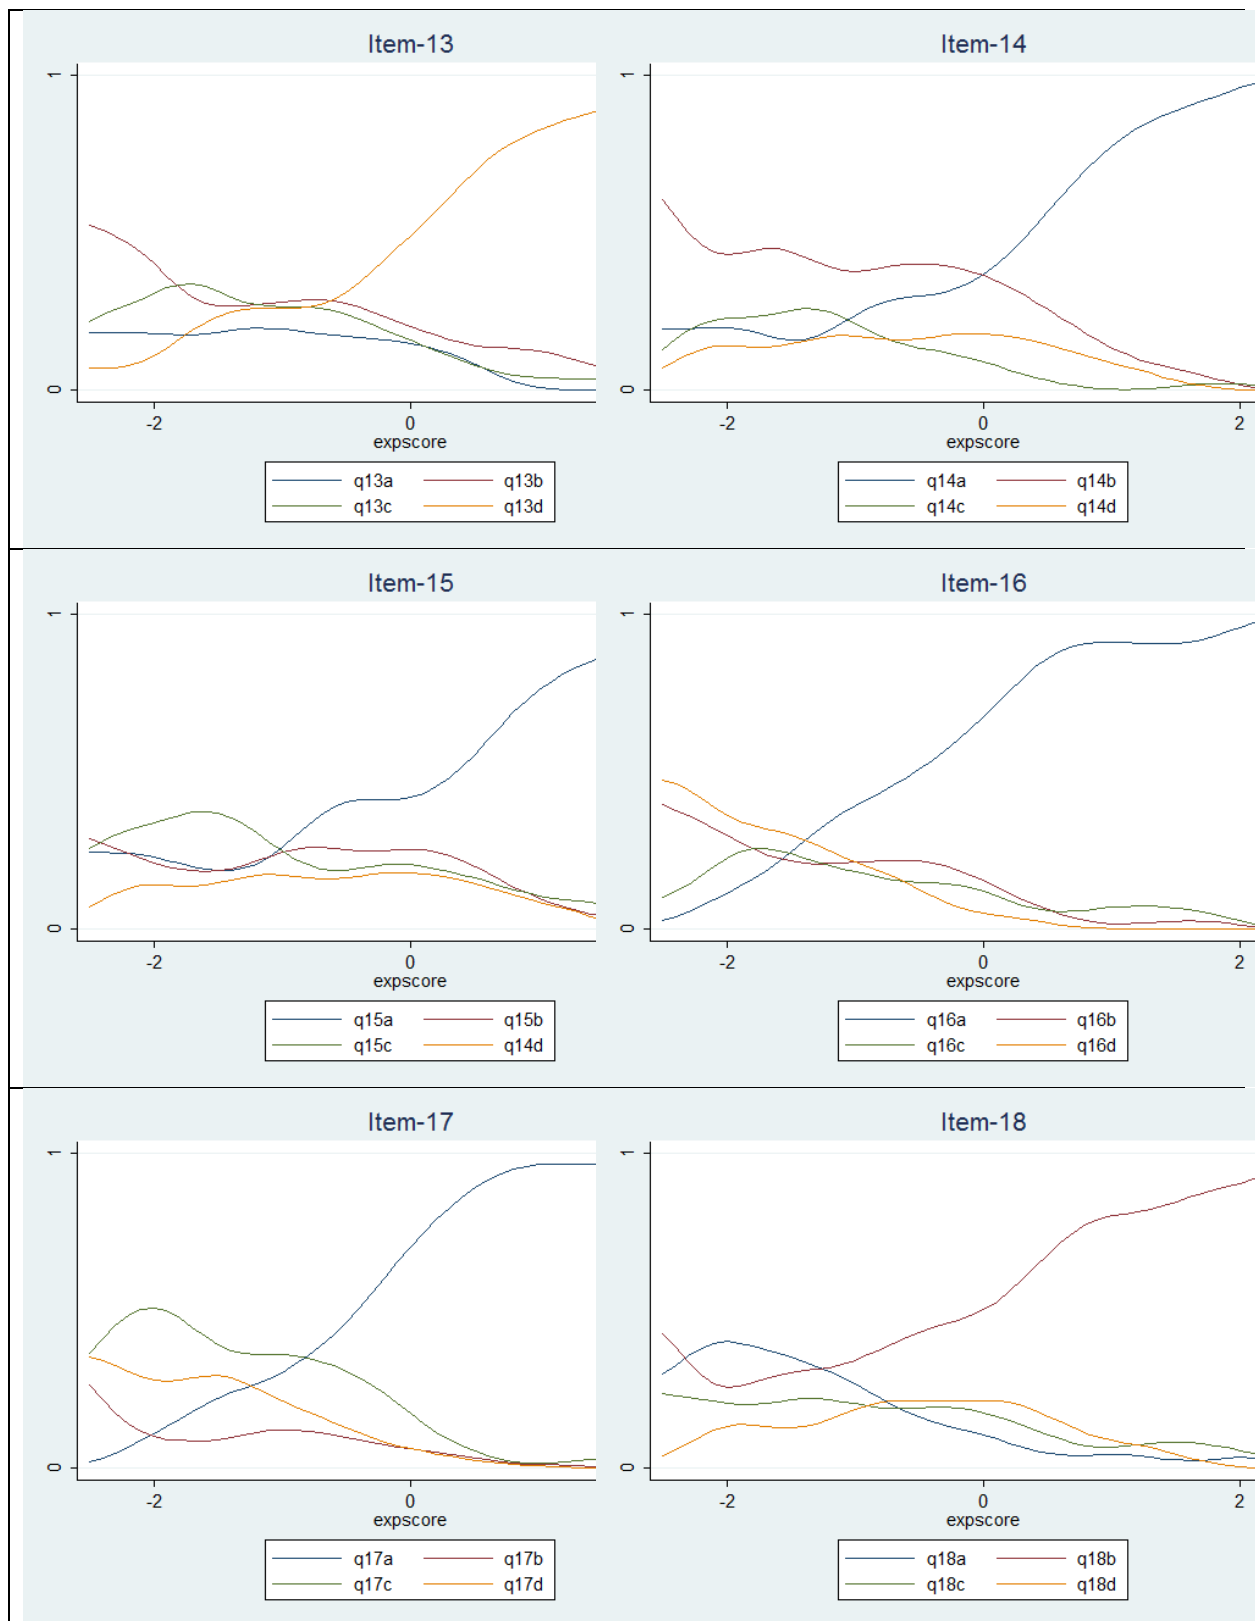 Item-13
1
0
-2
0
expscore
q13a
q13b
q13c
q13d
Item-14
1
0
-2
0
2
expscore
q14a
q14b
q14c
q14d
Item-15
1
0
-2
0
expscore
q15a
q15b
q15c
q14d
Item-16
1
0
-2
0
2
expscore
q16a
q16b
q16c
q16d
Item-17
1
0
-2
0
expscore
q17a
q17b
q17c
q17d
Item-18
1
0
-2
0
2
expscore
q18a
q18b
q18c
q18d